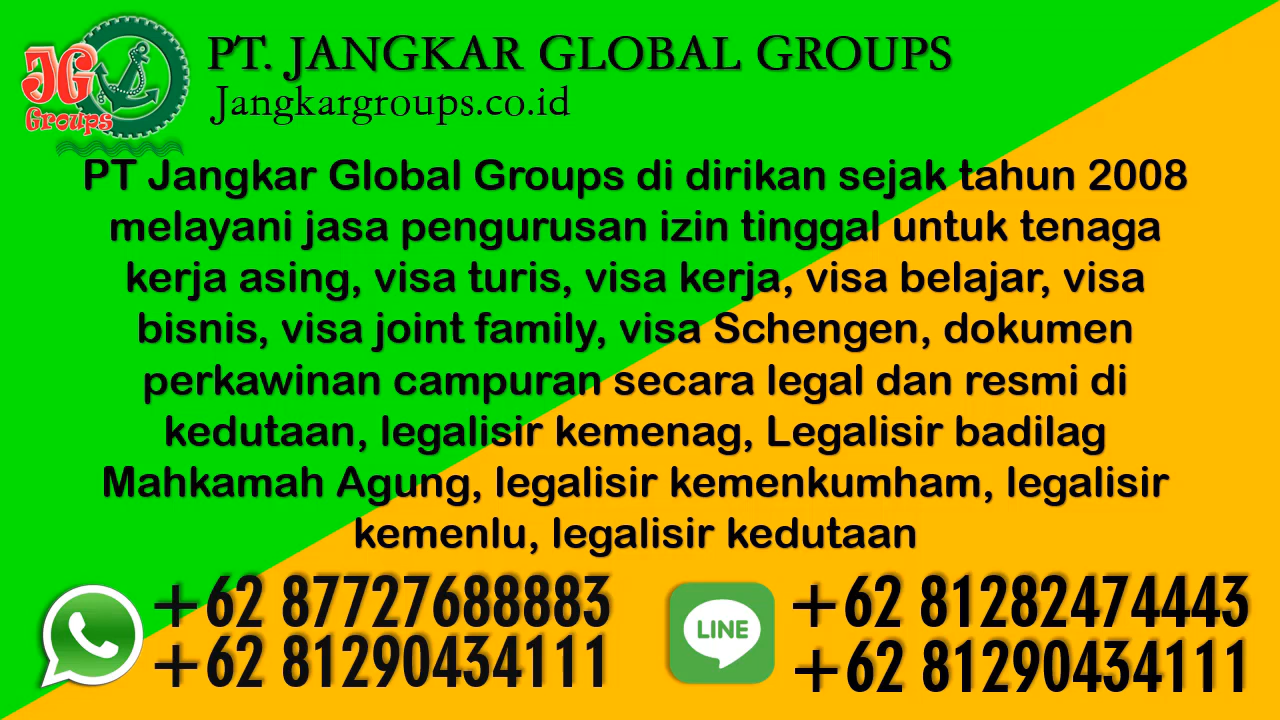 JG
Groups
PT. JANGKAR GLOBAL GROUPS
Jangkargroups.co.id
PT Jangkar Global Groups di dirikan sejak tahun 2008
melayani jasa pengurusan izin tinggal untuk tenaga
kerja asing, visa turis, visa kerja, visa belajar, visa
bisnis, visa joint family, visa Schengen, dokumen
perkawinan campuran secara legal dan resmi di
kedutaan, legalisir kemenag, Legalisir badilag
Mahkamah Agung, legalisir kemenkumham, legalisir
kemenlu, legalisir kedutaan
+62 87727688883
+62 81290434111
LINE
+62 81282474443
+62 81290434111